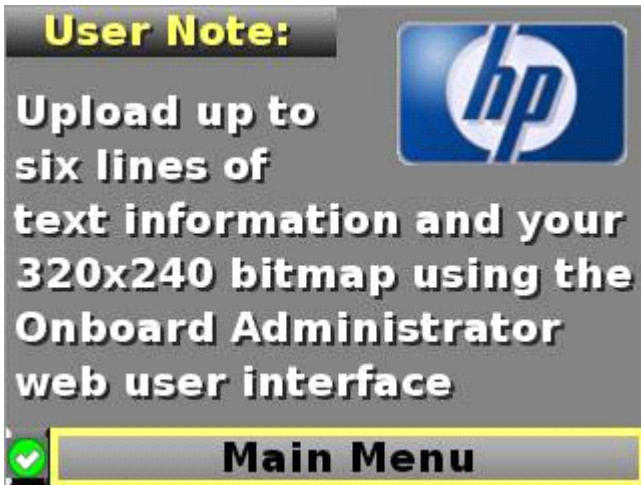 User Note:
hp
Upload up to
six lines of
text information and your
320x240 bitmap using the
Onboard Administrator
web user interface
Main Menu